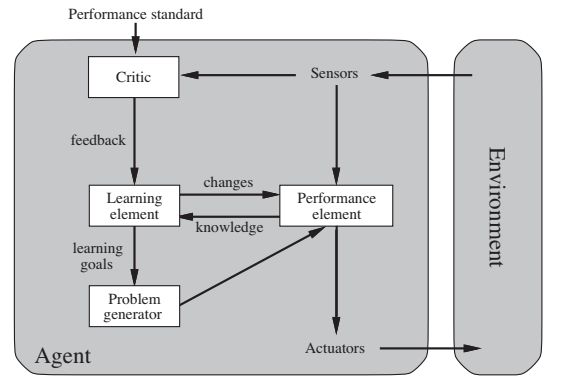 Performance standard
Critic
Sensors
feedback
changes
Learning
element
Performance
element
knowledge
learning
goals
Problem
generator
Agent
Actuators
Environment